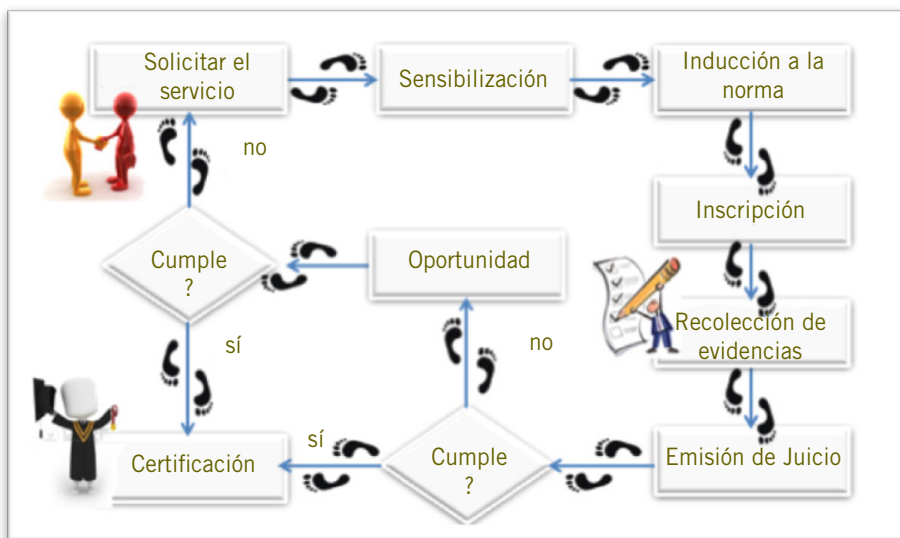 Solicitar el
servicio
Sensibilización
Inducción a la
norma
no
Inscripción
Cumple
?
Oportunidad
sí
no
Recolección de
evidencias
Certificación
sí
Cumple
?
Emisión de Juicio